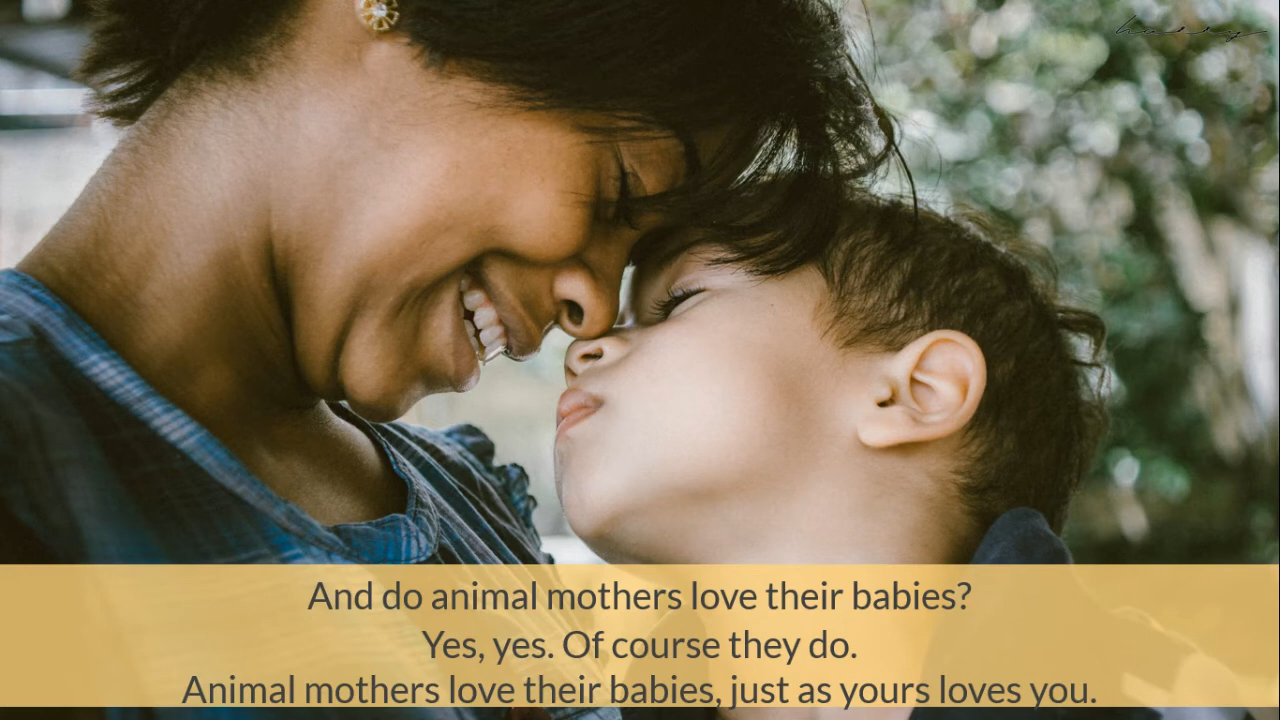 And do animal mothers love their babies?
Yes, yes. Of course they do.
Animal mothers love their babies, just as yours loves you.